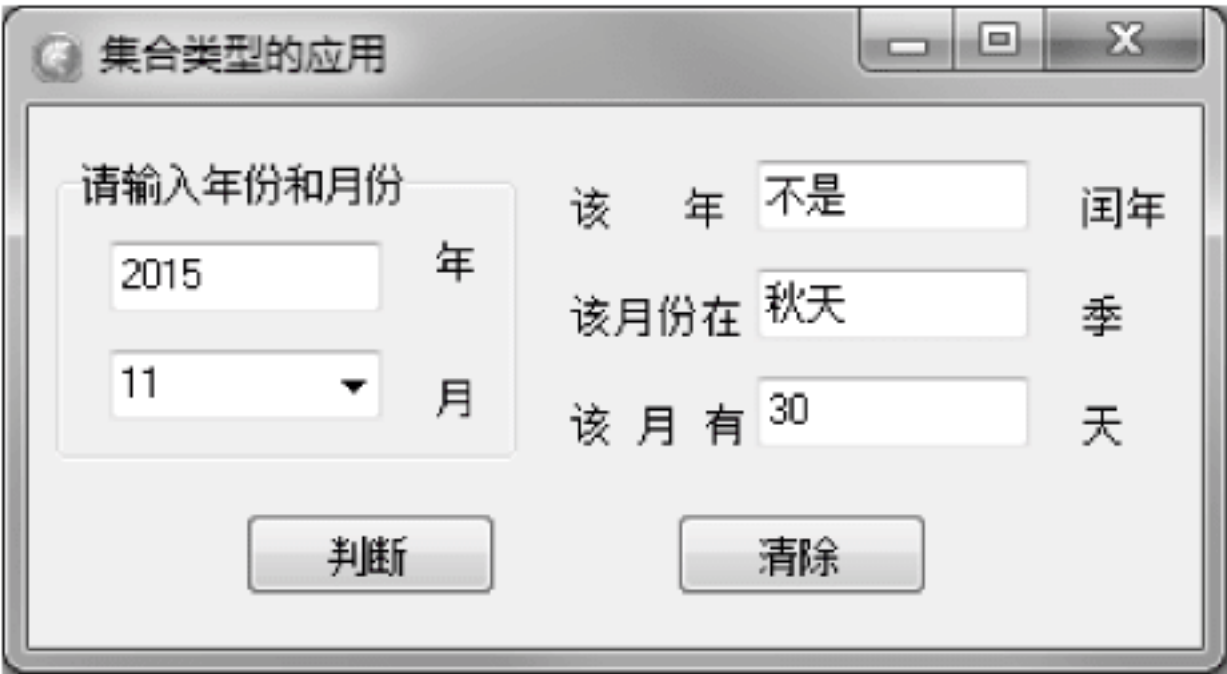 集合类型的应用
请输入年份和月份
2015 年
11 月
该 年 不是 闰年
该月份在 秋天 季
该 月 有 30 天
判断 清除